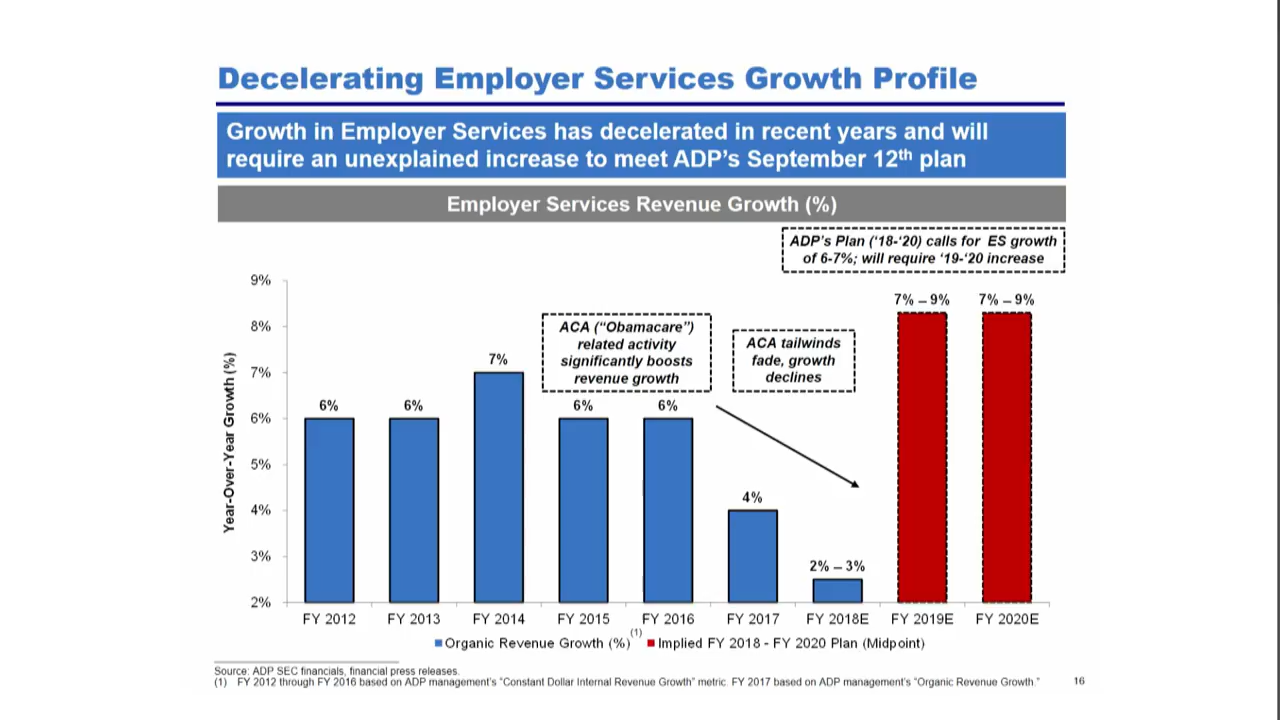 Decelerating Employer Services Growth Profile
Growth in Employer Services has decelerated in recent years and will
require an unexplained increase to meet ADP's September 12th plan
Employer Services Revenue Growth (%)
ADP's Plan ('18-'20) calls for ES growth
of 6-7%; will require '19-'20 increase
9%
8%
7%
6%
5%
4%
3%
2%
Year-Over-Year Growth (%)
ACA ("Obamacare")
related activity
significantly boosts
revenue growth
ACA tailwinds
fade, growth
declines
6%
6%
7%
6%
6%
4%
2% – 3%
7% – 9%
7% – 9%
FY 2012
FY 2013
FY 2014
FY 2015
FY 2016
FY 2017
FY 2018E
FY 2019E
FY 2020E
Organic Revenue Growth (%) (1)
Implied FY 2018 - FY 2020 Plan (Midpoint)
Source: ADP SEC financials, financial press releases.
(1) FY 2012 through FY 2016 based on ADP management's "Constant Dollar Internal Revenue Growth" metric. FY 2017 based on ADP management's "Organic Revenue Growth."
16